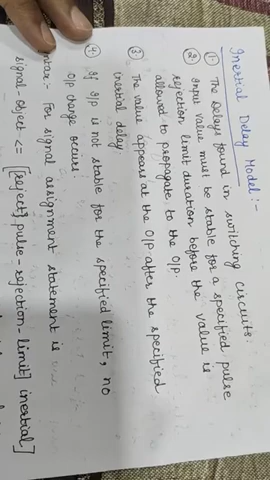 Inertial Delay Model:-
① The Delays found in switching circuits
② Input value must be stable for a specified pulse
rejection limit duration before the value is
allowed to propagate to the O/P.
③ The value appears at the O/P after the specified
inertial delay
④ If I/P is not stable for the specified limit, no
O/P change occurs.
:- For signal assignment statement is
signal-object <= [[reject] pulse-rejection-limit] inertial]